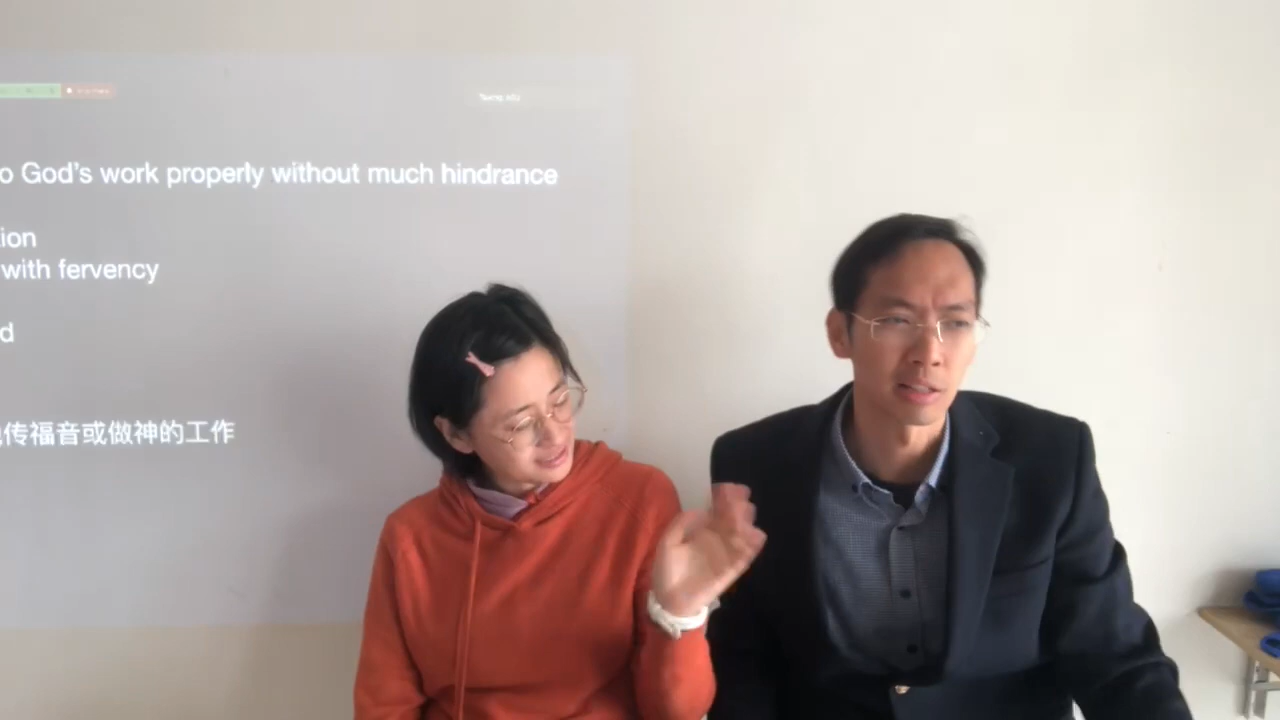 o God's work properly without much hindrance
ion
with fervency
d
传福音或做神的工作